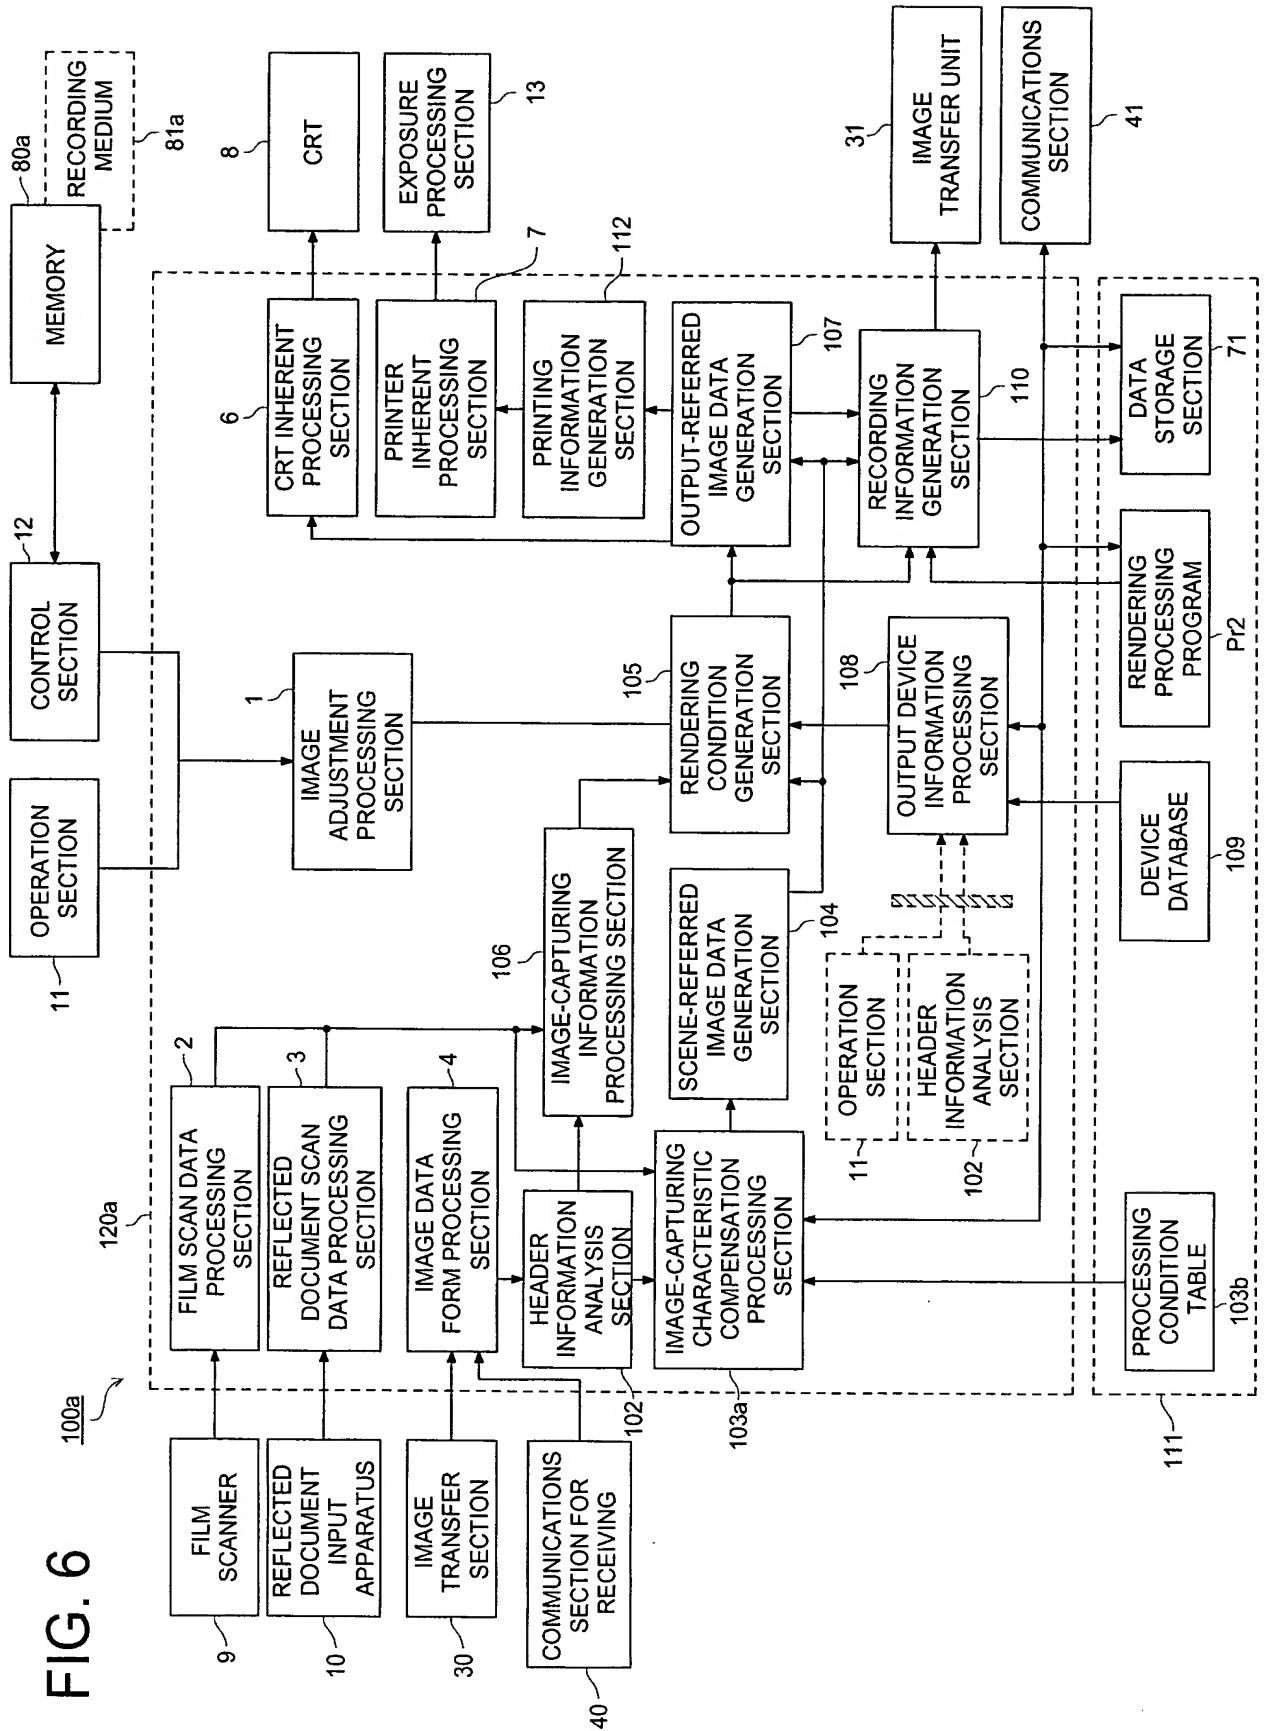 FIG. 6
100a
OPERATION
SECTION
11
CONTROL
SECTION
12
MEMORY
80a
RECORDING
MEDIUM
81a
120a
FILM
SCANNER
9
REFLECTED
DOCUMENT
INPUT
APPARATUS
10
IMAGE
TRANSFER
SECTION
30
COMMUNICATIONS
SECTION FOR
RECEIVING
40
FILM SCAN DATA
PROCESSING
SECTION
2
REFLECTED
DOCUMENT SCAN
DATA PROCESSING
SECTION
3
IMAGE DATA
FORM PROCESSING
SECTION
4
HEADER
INFORMATION
ANALYSIS
SECTION
102
IMAGE-CAPTURING
CHARACTERISTIC
COMPENSATION
PROCESSING
SECTION
103a
IMAGE-CAPTURING
INFORMATION
PROCESSING SECTION
106
SCENE-REFERRED
IMAGE DATA
GENERATION
SECTION
104
OPERATION
SECTION
11
HEADER
INFORMATION
ANALYSIS
SECTION
102
IMAGE
ADJUSTMENT
PROCESSING
SECTION
1
RENDERING
CONDITION
GENERATION
SECTION
105
OUTPUT DEVICE
INFORMATION
PROCESSING
SECTION
108
CRT INHERENT
PROCESSING
SECTION
6
PRINTER
INHERENT
PROCESSING
SECTION
7
PRINTING
INFORMATION
GENERATION
SECTION
112
OUTPUT-REFERRED
IMAGE DATA
GENERATION
SECTION
107
RECORDING
INFORMATION
GENERATION
SECTION
110
CRT
8
EXPOSURE
PROCESSING
SECTION
13
IMAGE
TRANSFER UNIT
31
COMMUNICATIONS
SECTION
41
111
PROCESSING
CONDITION
TABLE
103b
DEVICE
DATABASE
109
RENDERING
PROCESSING
PROGRAM
Pr2
DATA
STORAGE
SECTION
71